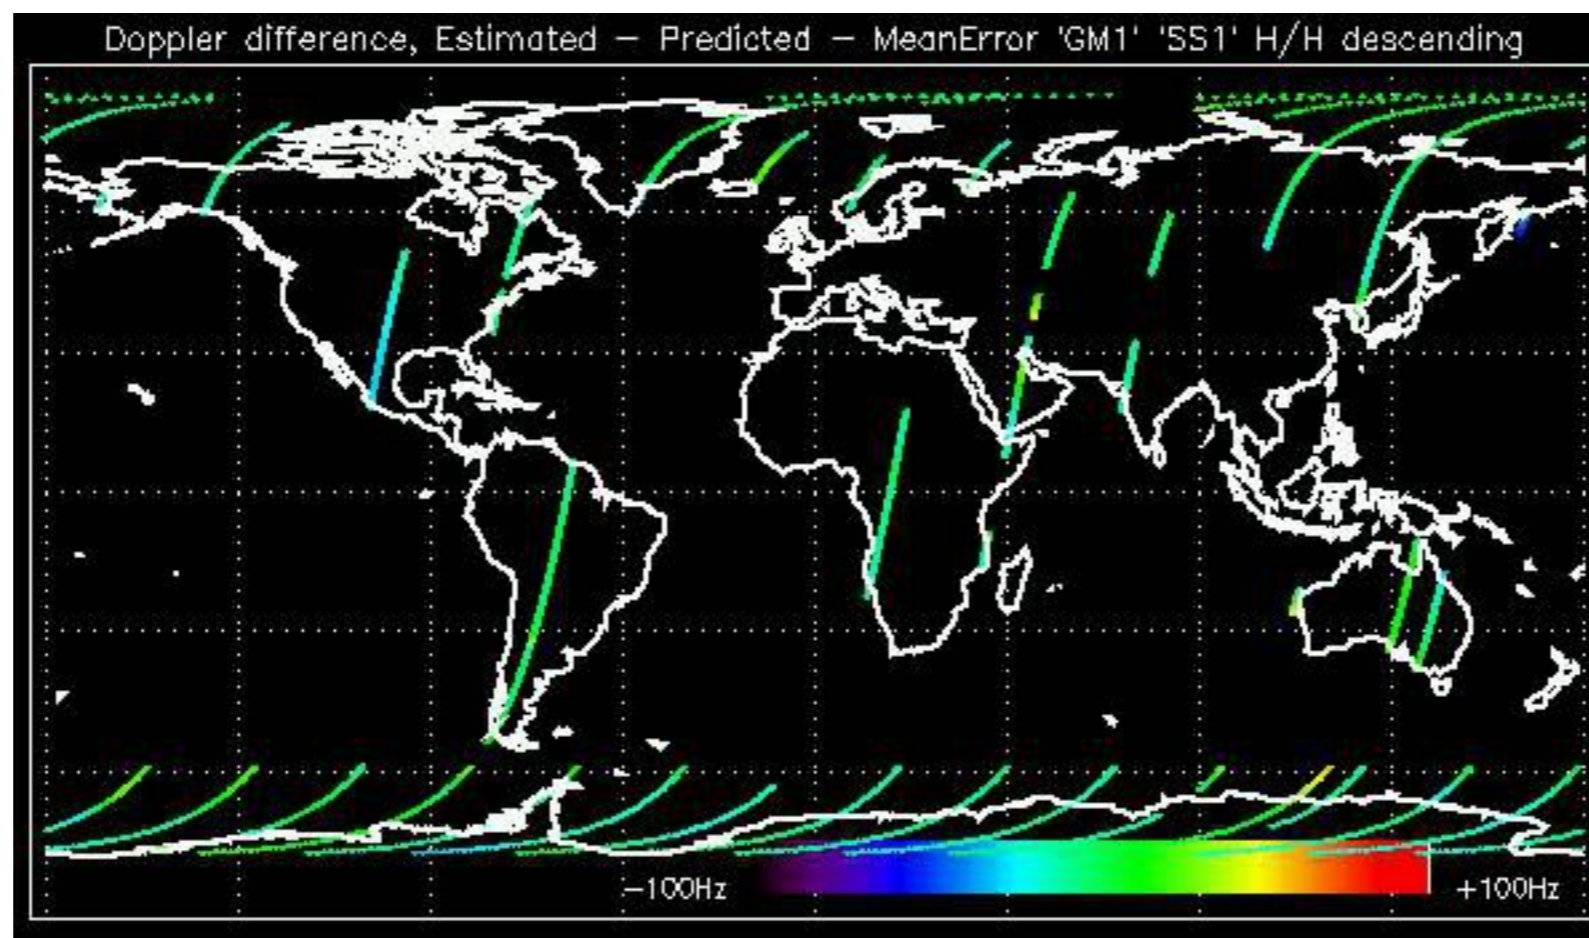 Doppler difference, Estimated − Predicted − MeanError 'GM1' 'SS1' H/H descending
−100Hz
+100Hz